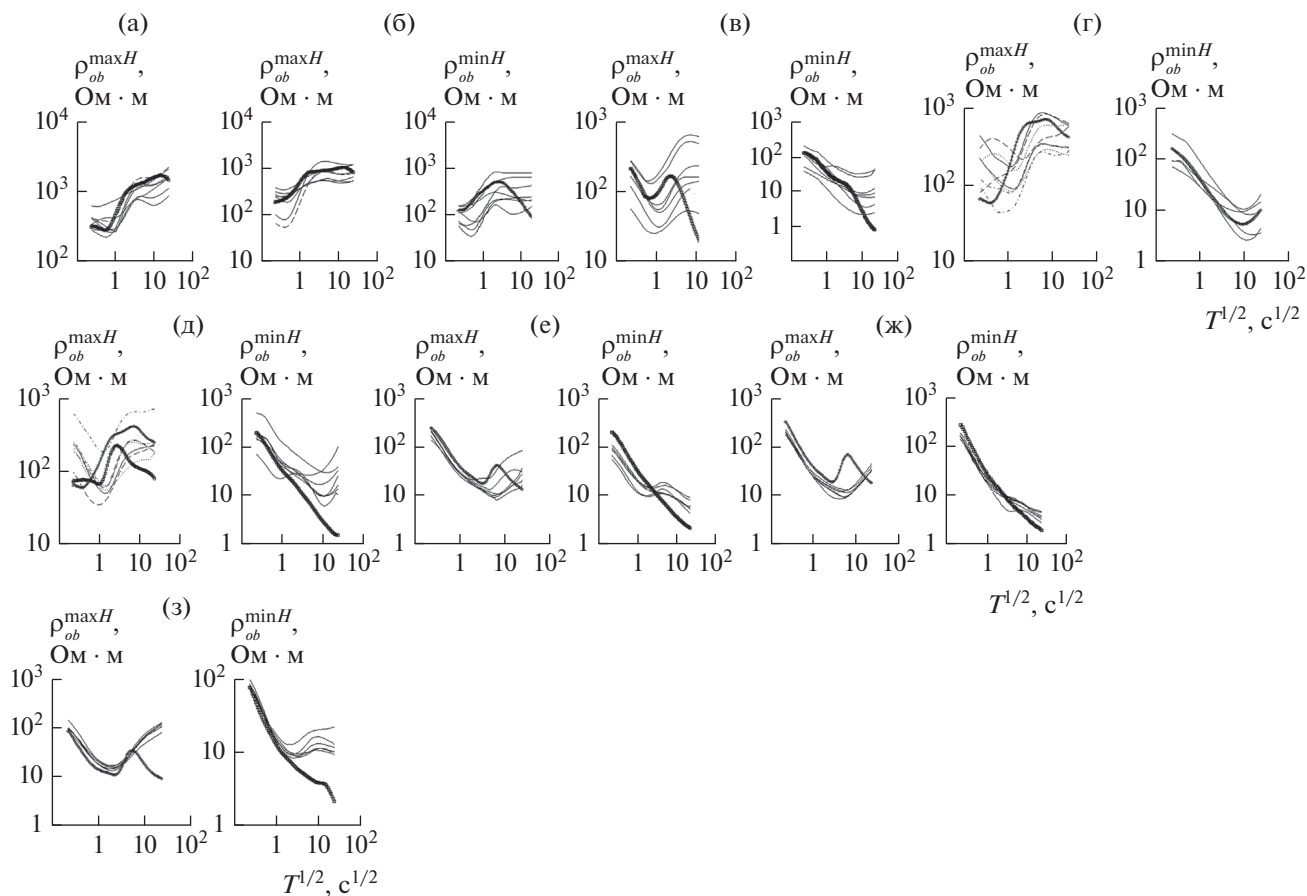 (а) (б) (в) (г)
ρ_ob^maxH, ρ_ob^maxH, ρ_ob^minH, ρ_ob^maxH, ρ_ob^minH, ρ_ob^maxH, ρ_ob^minH,
Ом · м Ом · м Ом · м Ом · м Ом · м Ом · м Ом · м
10^4 10^4 10^4 10^3 10^3 10^3 10^3
10^3 10^3 10^3 10^2 10^2 10^2 10^2
10^2 10^2 10^2 10 10 10 10
10 10 1 1
1 10 10^2 1 10 10^2 1 10 10^2 1 10 10^2 1 10 10^2 1 10 10^2 1 10 10^2
T^1/2, с^1/2
(д) (е) (ж)
ρ_ob^maxH, ρ_ob^minH, ρ_ob^maxH, ρ_ob^minH, ρ_ob^maxH, ρ_ob^minH,
Ом · м Ом · м Ом · м Ом · м Ом · м Ом · м
10^3 10^3 10^3 10^3 10^3 10^3
10^2 10^2 10^2 10^2 10^2 10^2
10 10 10 10 10 10
1 1 1 1 1
1 10 10^2 1 10 10^2 1 10 10^2 1 10 10^2 1 10 10^2 1 10 10^2
T^1/2, с^1/2
(з)
ρ_ob^maxH, ρ_ob^minH,
Ом · м Ом · м
10^3 10^2
10^2 10
10 1
1
1 10 10^2 1 10 10^2
T^1/2, с^1/2